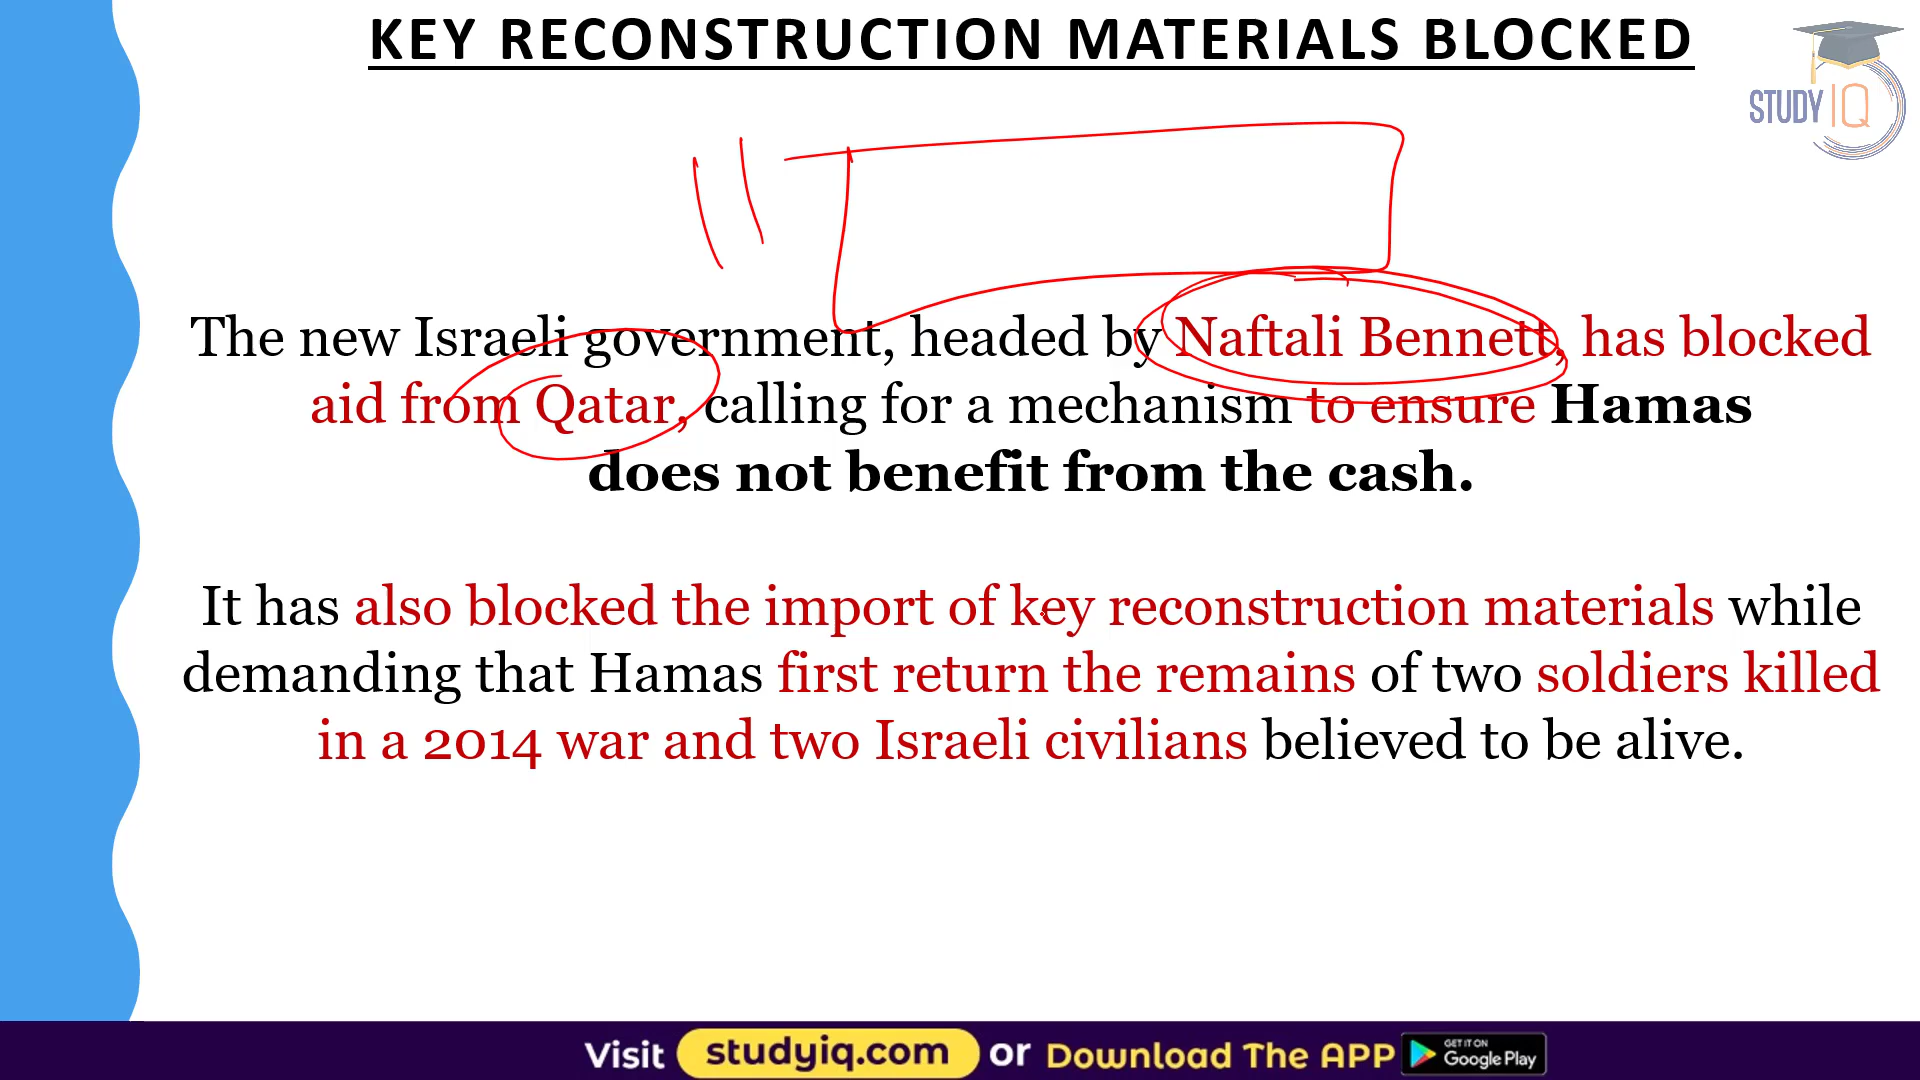 KEY RECONSTRUCTION MATERIALS BLOCKED
STUDY IQ
The new Israeli government, headed by Naftali Bennett, has blocked
aid from Qatar, calling for a mechanism to ensure Hamas
does not benefit from the cash.
It has also blocked the import of key reconstruction materials while
demanding that Hamas first return the remains of two soldiers killed
in a 2014 war and two Israeli civilians believed to be alive.
Visit studyiq.com or Download The APP GET IT ON Google Play